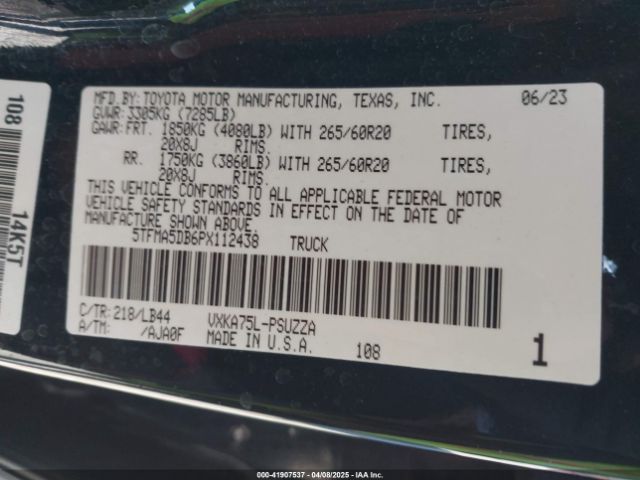 MFD.BY:TOYOTA MOTOR MANUFACTURING, TEXAS, INC. 06/23
GVWR:3305KG (7285LB)
GAWR:FRT. 1850KG (4080LB) WITH 265/60R20 TIRES,
20X8J RIMS.
RR. 1750KG (3860LB) WITH 265/60R20 TIRES,
20X8J RIMS.
THIS VEHICLE CONFORMS TO ALL APPLICABLE FEDERAL MOTOR
VEHICLE SAFETY STANDARDS IN EFFECT ON THE DATE OF
MANUFACTURE SHOWN ABOVE.
5TFMA5DB6PX112438 TRUCK
C/TR:218/LB44 VXKA75L-PSUZZA
A/TM: /AJA0F MADE IN U.S.A. 108
1
108
14K5T
00-41907537 - 04/08/2025 - IAA Inc.